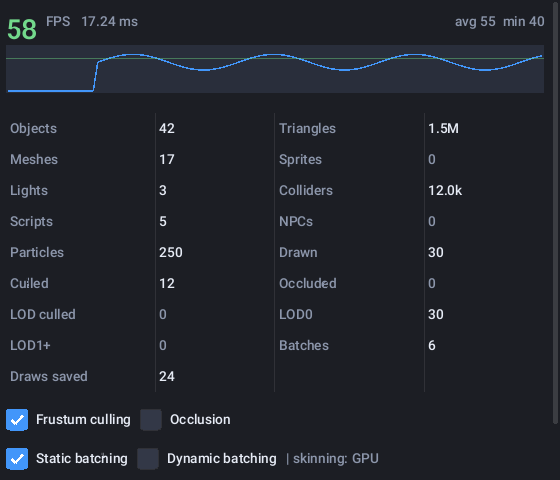 58 FPS 17.24 ms avg 55 min 40
Objects 42 Triangles 1.5M
Meshes 17 Sprites 0
Lights 3 Colliders 12.0k
Scripts 5 NPCs 0
Particles 250 Drawn 30
Culled 12 Occluded 0
LOD culled 0 LOD0 30
LOD1+ 0 Batches 6
Draws saved 24
Frustum culling Occlusion
Static batching Dynamic batching | skinning: GPU